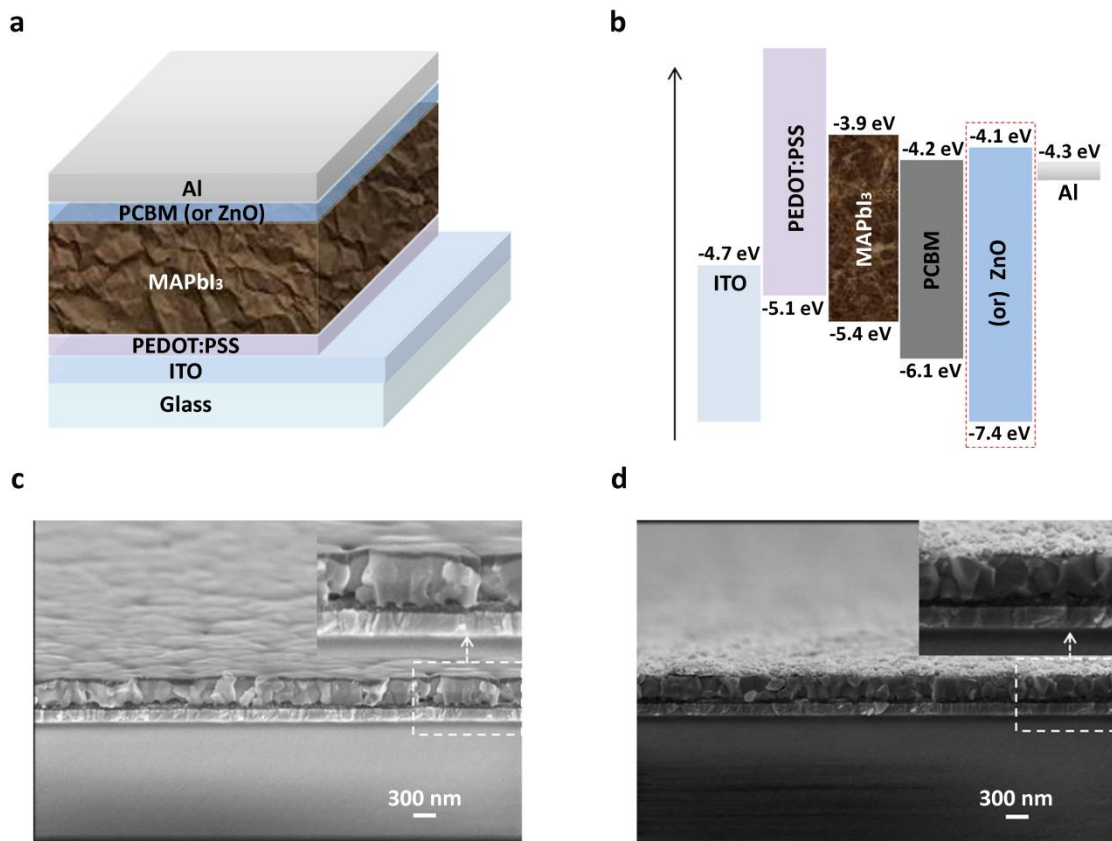 a
Al
PCBM (or ZnO)
MAPbI₃
PEDOT:PSS
ITO
Glass
b
-4.7 eV
ITO
PEDOT:PSS
-5.1 eV
-3.9 eV
MAPbI₃
-5.4 eV
-4.2 eV
PCBM
-6.1 eV
-4.1 eV
(or) ZnO
-7.4 eV
-4.3 eV
Al
c
300 nm
d
300 nm